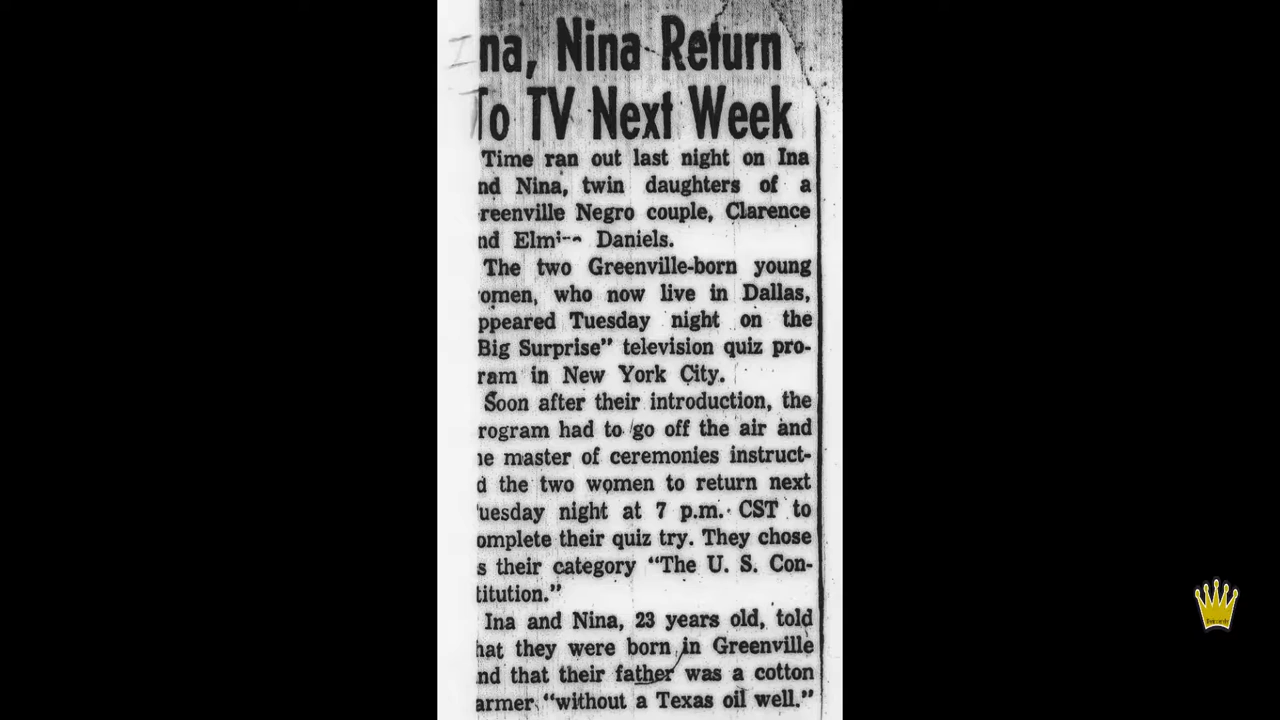 Ina, Nina Return
To TV Next Week
Time ran out last night on Ina
nd Nina, twin daughters of a
reenville Negro couple, Clarence
nd Daniels.
The two Greenville-born young
omen, who now live in Dallas,
ppeared Tuesday night on the
Big Surprise” television quiz pro-
ram in New York City.
Soon after their introduction, the
rogram had to go off the air and
he master of ceremonies instruct-
d the two women to return next
uesday night at 7 p.m. CST to
omplete their quiz try. They chose
s their category “The U. S. Con-
titution.”
Ina and Nina, 23 years old, told
hat they were born in Greenville
nd that their father was a cotton
armer “without a Texas oil well.”